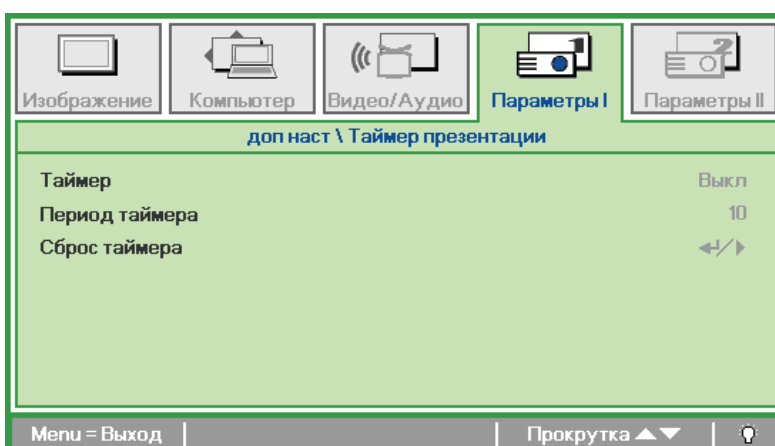 Изображение
Компьютер
Видео/Аудио
Параметры I
Параметры II
доп наст \ Таймер презентации
Таймер Выкл
Период таймера 10
Сброс таймера
Menu = Выход Прокрутка